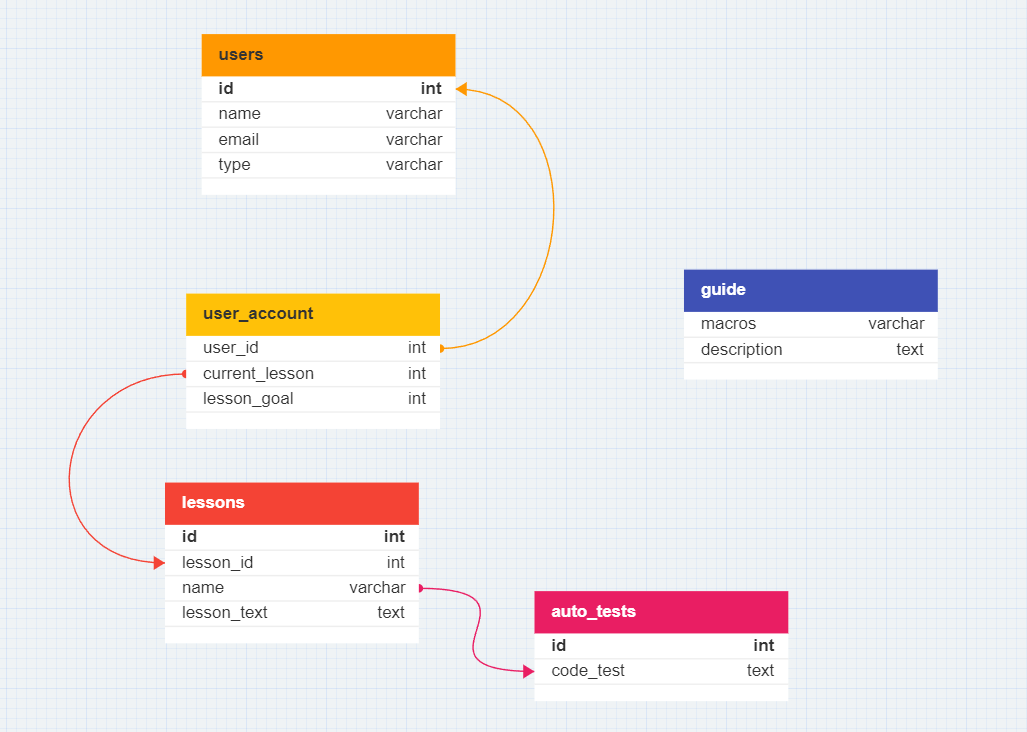 users
id int
name varchar
email varchar
type varchar
user_account
user_id int
current_lesson int
lesson_goal int
guide
macros varchar
description text
lessons
id int
lesson_id int
name varchar
lesson_text text
auto_tests
id int
code_test text